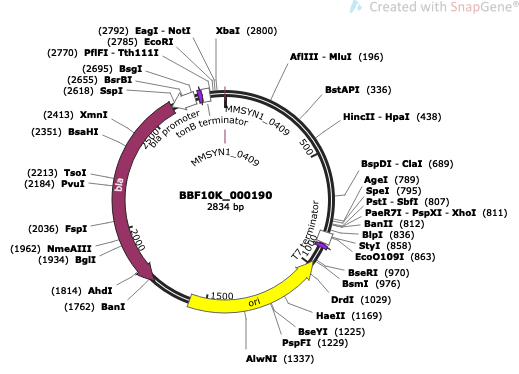 Created with SnapGene®
(2792) EagI - NotI
XbaI (2800)
(2785) EcoRI
(2770) PflFI - Tth111I
(2695) BsgI
(2655) BsrBI
(2618) SspI
AflIII - MluI (196)
BstAPI (336)
HincII - HpaI (438)
(2413) XmnI
(2351) BsaHI
bla promoter
tonB terminator
MMSYN1_0409
MMSYN1_0409
500
2500
BspDI - ClaI (689)
AgeI (789)
SpeI (795)
PstI - SbfI (807)
PaeR7I - PspXI - XhoI (811)
BanII (812)
BlpI (836)
StyI (858)
EcoO109I (863)
(2213) TsoI
(2184) PvuI
bla
BBF10K_000190
2834 bp
T7 terminator
1000
(2036) FspI
2000
(1962) NmeAIII
(1934) BglI
BseRI (970)
BsmI (976)
DrdI (1029)
(1814) AhdI
(1762) BanI
1500
ori
HaeII (1169)
BseYI (1225)
PspFI (1229)
AlwNI (1337)